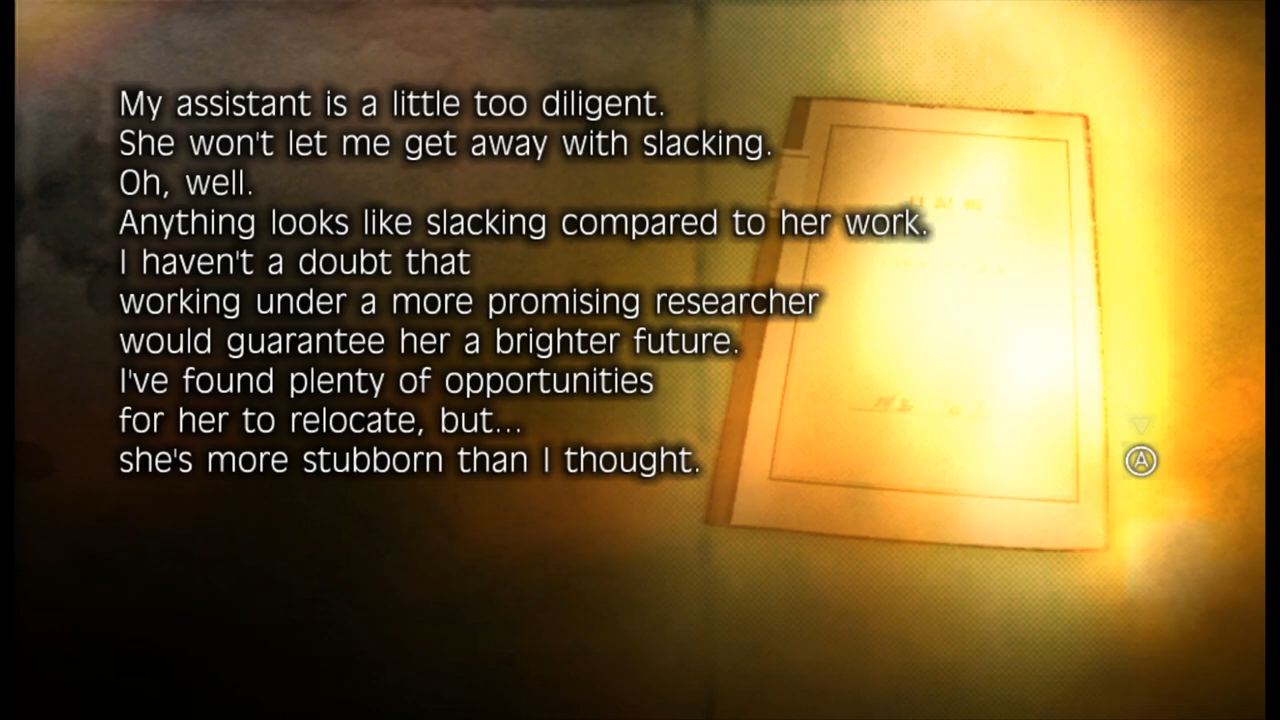 My assistant is a little too diligent.
She won't let me get away with slacking.
Oh, well.
Anything looks like slacking compared to her work.
I haven't a doubt that
working under a more promising researcher
would guarantee her a brighter future.
I've found plenty of opportunities
for her to relocate, but...
she's more stubborn than I thought.
A